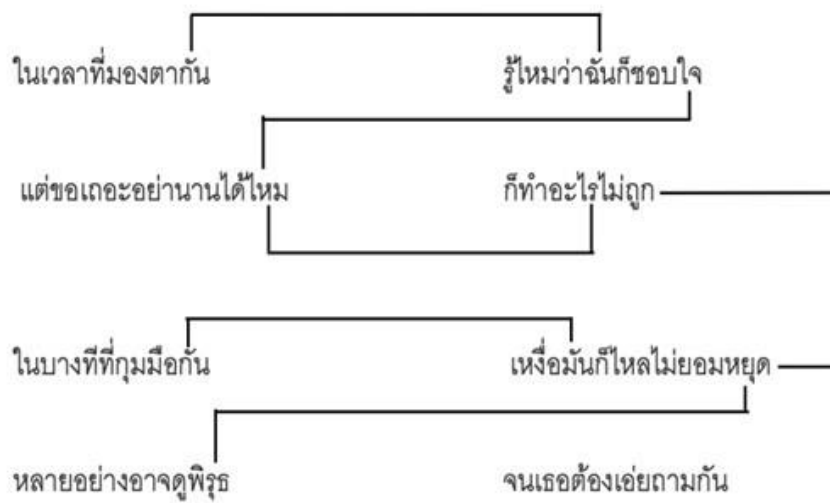 ในเวลาที่มองตากัน รู้ไหมว่าฉันก็ชอบใจ
แต่ขอเถอะอย่านานได้ไหม ก็ทำอะไรไม่ถูก
ในบางทีที่กุมมือกัน เหงื่อมันก็ไหลไม่ยอมหยุด
หลายอย่างอาจดูพิรุธ จนเธอต้องเอ่ยถามกัน